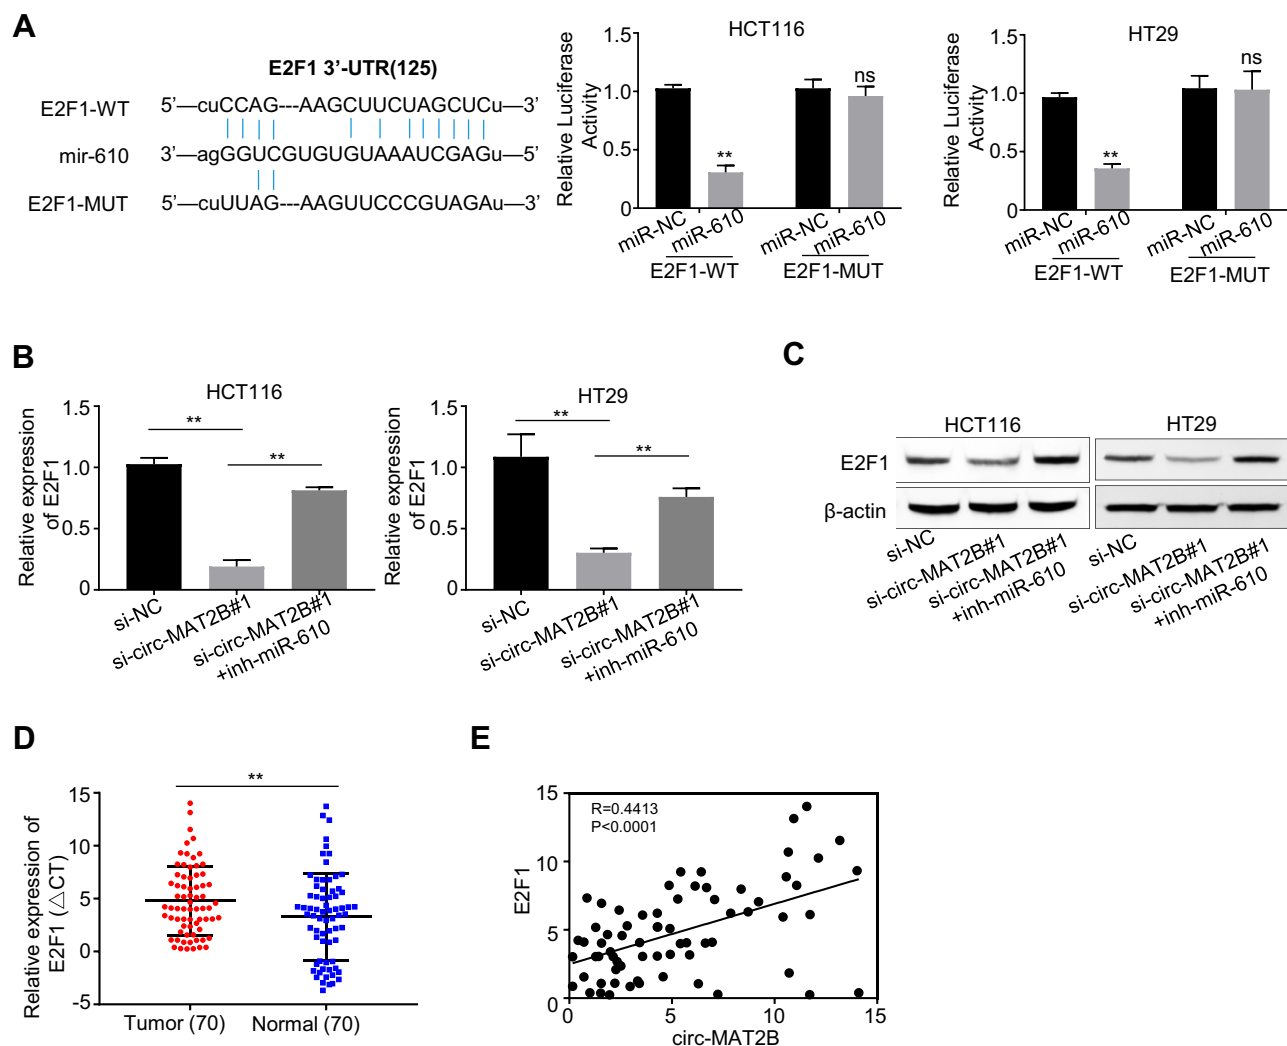 A
E2F1 3'-UTR(125)
E2F1-WT 5'—cuCCAG---AAGCUUCUAGCUCu—3'
mir-610 3'—agGGUCGUGUGUAAAUCGAGu—5'
E2F1-MUT 5'—cuUUAG---AAGUUCCCGUAGAu—3'
HCT116
Relative Luciferase
Activity
1.5
1.0
0.5
0
**
ns
miR-NC
miR-610
miR-NC
miR-610
E2F1-WT
E2F1-MUT
HT29
Relative Luciferase
Activity
1.5
1.0
0.5
0
**
ns
miR-NC
miR-610
miR-NC
miR-610
E2F1-WT
E2F1-MUT
B
HCT116
Relative expression
of E2F1
1.5
1.0
0.5
0
**
**
si-NC
si-circ-MAT2B#1
si-circ-MAT2B#1
+inh-miR-610
HT29
Relative expression
of E2F1
1.5
1.0
0.5
0
**
**
si-NC
si-circ-MAT2B#1
si-circ-MAT2B#1
+inh-miR-610
C
HCT116
HT29
E2F1
β-actin
si-NC
si-circ-MAT2B#1
si-circ-MAT2B#1
+inh-miR-610
si-NC
si-circ-MAT2B#1
si-circ-MAT2B#1
+inh-miR-610
D
Relative expression of
E2F1 (△CT)
15
10
5
0
-5
**
Tumor (70)
Normal (70)
E
E2F1
15
10
5
0
R=0.4413
P<0.0001
0
5
10
15
circ-MAT2B